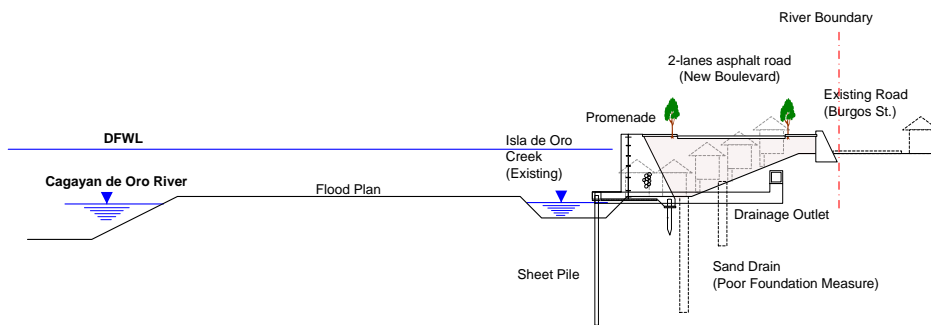 River Boundary
2-lanes asphalt road
(New Boulevard)
Existing Road
(Burgos St.)
Promenade
DFWL
Isla de Oro
Creek
(Existing)
Cagayan de Oro River
Flood Plan
Drainage Outlet
Sheet Pile
Sand Drain
(Poor Foundation Measure)